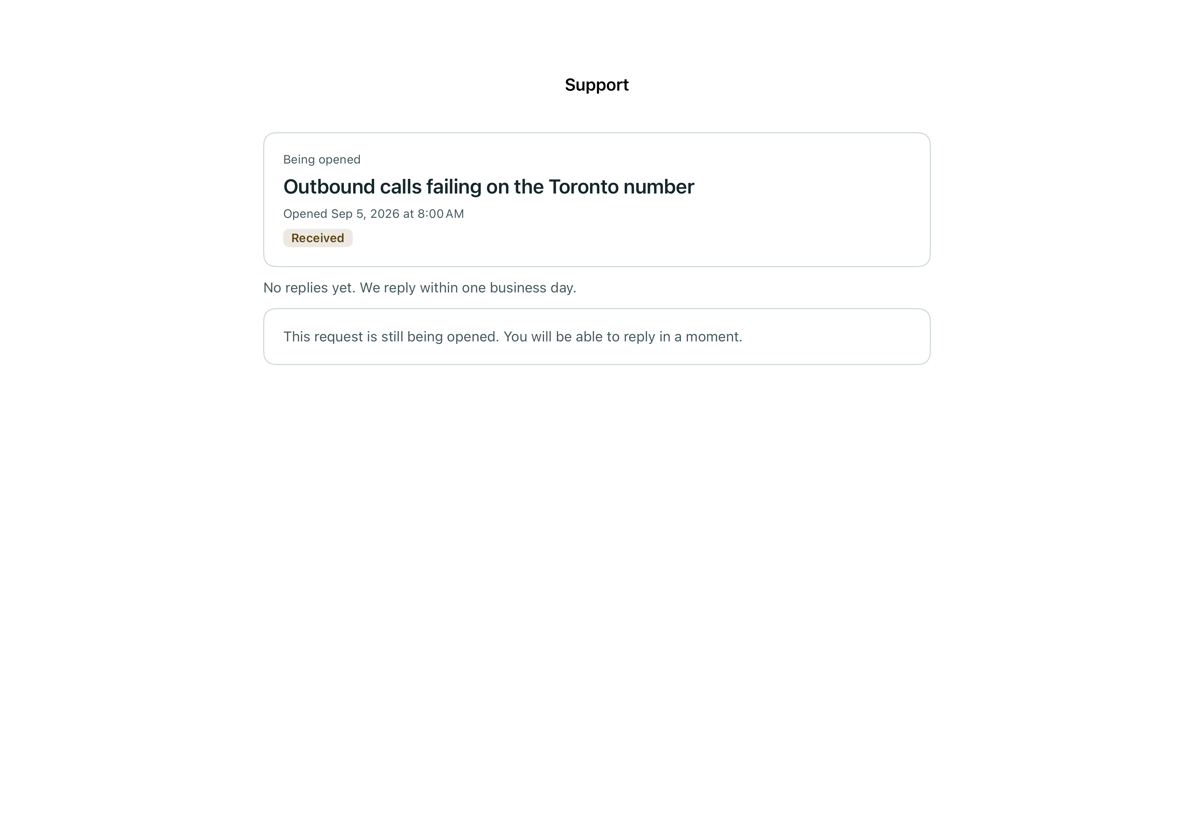 Support
Being opened
Outbound calls failing on the Toronto number
Opened Sep 5, 2026 at 8:00 AM
Received
No replies yet. We reply within one business day.
This request is still being opened. You will be able to reply in a moment.